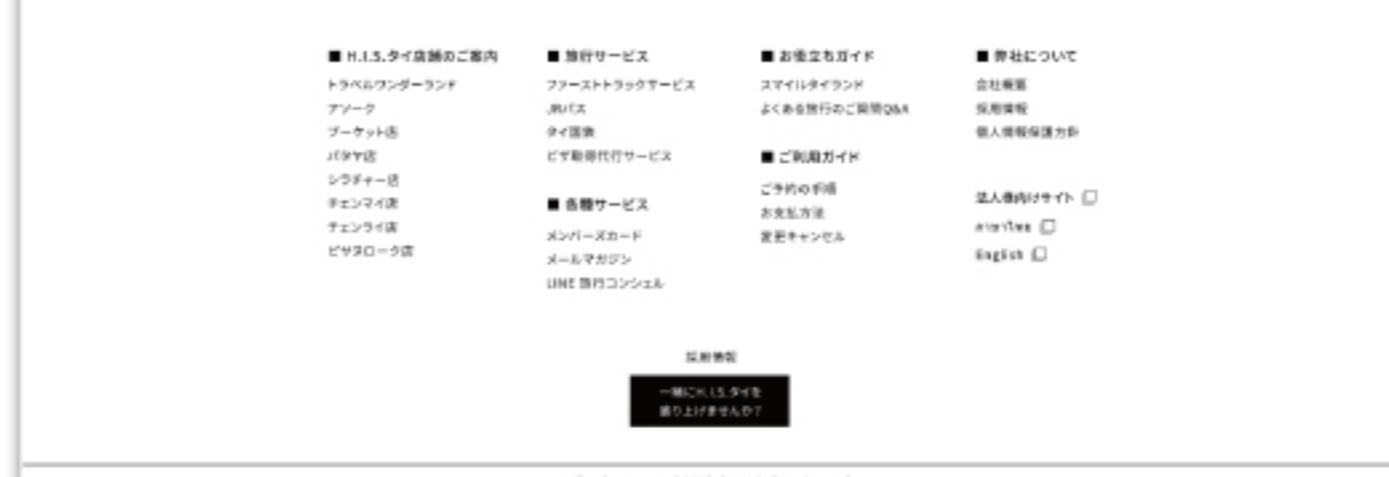 ■ H.I.S.タイ店舗のご案内
トラベルワンダーランド
アソーク
プーケット店
パタヤ店
シラチャー店
チェンマイ店
チェンライ店
ピサヌローク店
■ 旅行サービス
ファーストトラックサービス
JRパス
タイ国鉄
ビザ取得代行サービス
■ 各種サービス
メンバーズカード
メールマガジン
LINE 旅行コンシェル
■ お役立ちガイド
スマイルタイランド
よくある旅行のご質問Q&A
■ ご利用ガイド
ご予約の手順
お支払方法
変更キャンセル
■ 弊社について
会社概要
採用情報
個人情報保護方針
法人様向けサイト
ภาษาไทย
English
採用情報
一緒にH.I.S.タイを
盛り上げませんか?